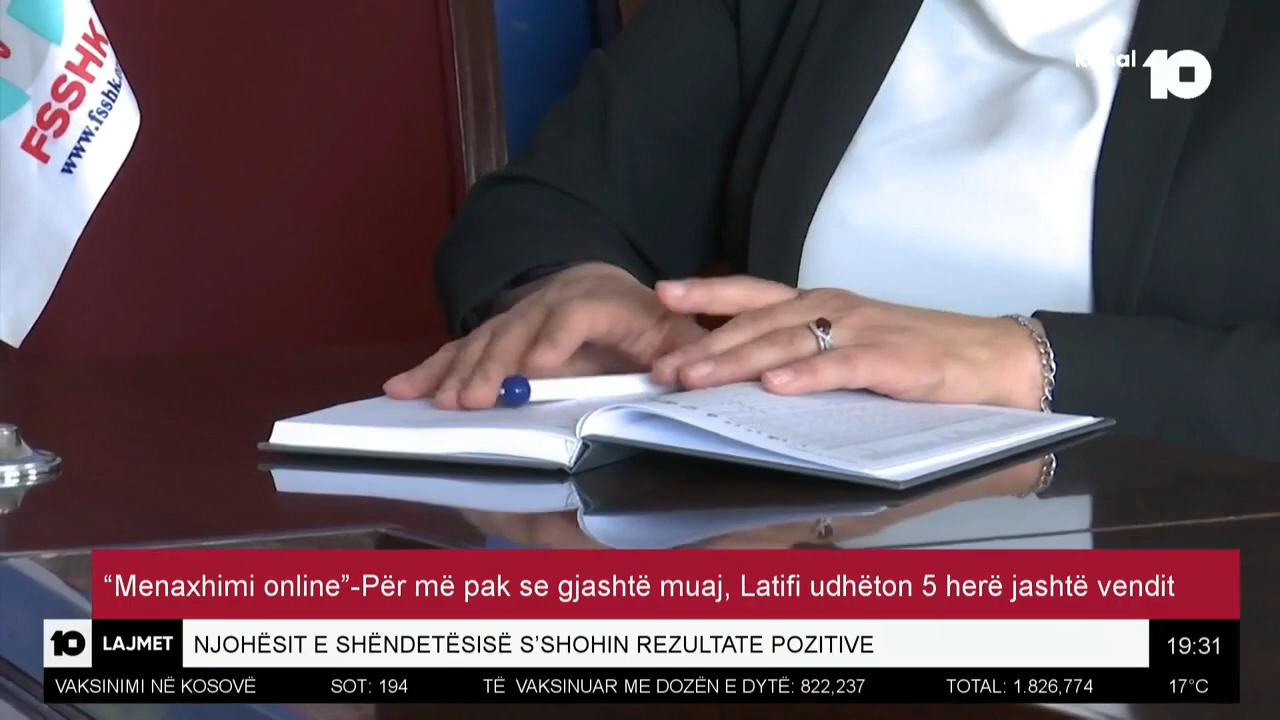 FSSHK
www.fsshk.o
kanal 10
“Menaxhimi online”-Për më pak se gjashtë muaj, Latifi udhëton 5 herë jashtë vendit
10 LAJMET NJOHËSIT E SHËNDETËSISË S’SHOHIN REZULTATE POZITIVE 19:31
VAKSINIMI NË KOSOVË SOT: 194 TË VAKSINUAR ME DOZËN E DYTË: 822,237 TOTAL: 1.826,774 17°C